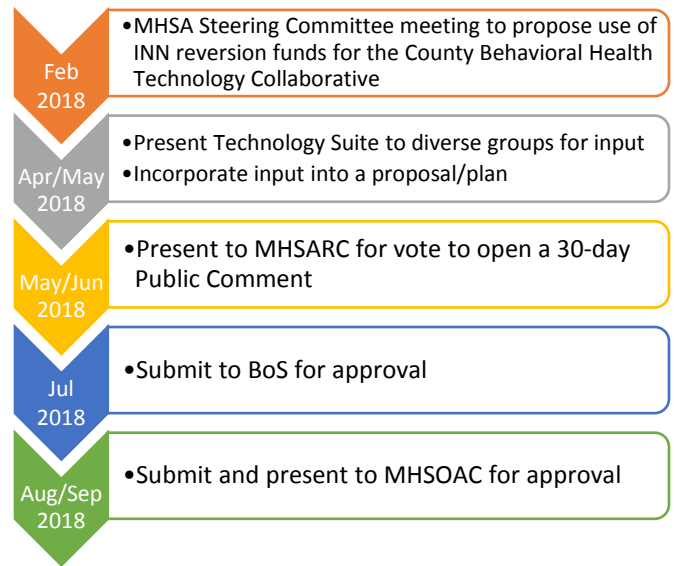 Feb
2018
•MHSA Steering Committee meeting to propose use of
INN reversion funds for the County Behavioral Health
Technology Collaborative
Apr/May
2018
•Present Technology Suite to diverse groups for input
•Incorporate input into a proposal/plan
May/Jun
2018
•Present to MHSARC for vote to open a 30-day
Public Comment
Jul
2018
•Submit to BoS for approval
Aug/Sep
2018
•Submit and present to MHSOAC for approval